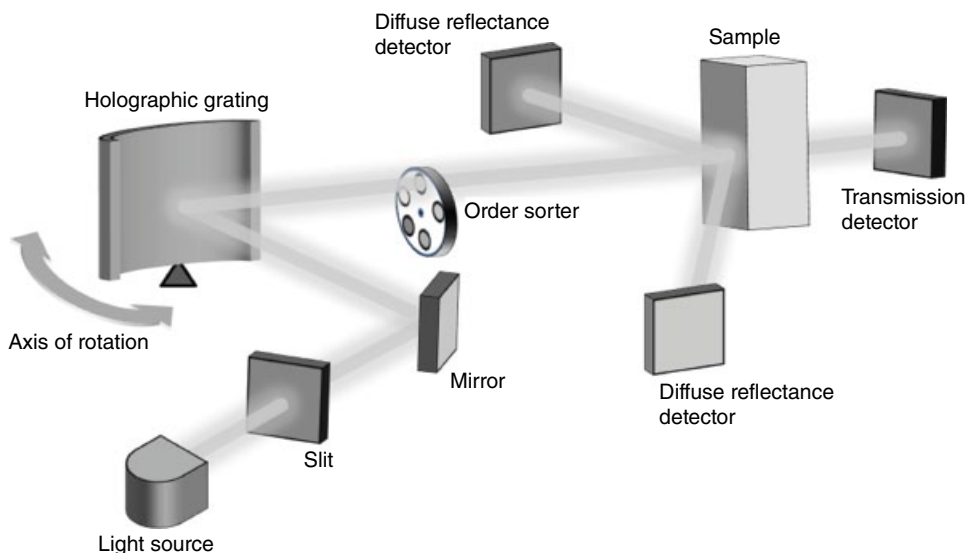 Diffuse reflectance
detector
Sample
Holographic grating
Order sorter
Transmission
detector
Axis of rotation
Mirror
Diffuse reflectance
detector
Slit
Light source